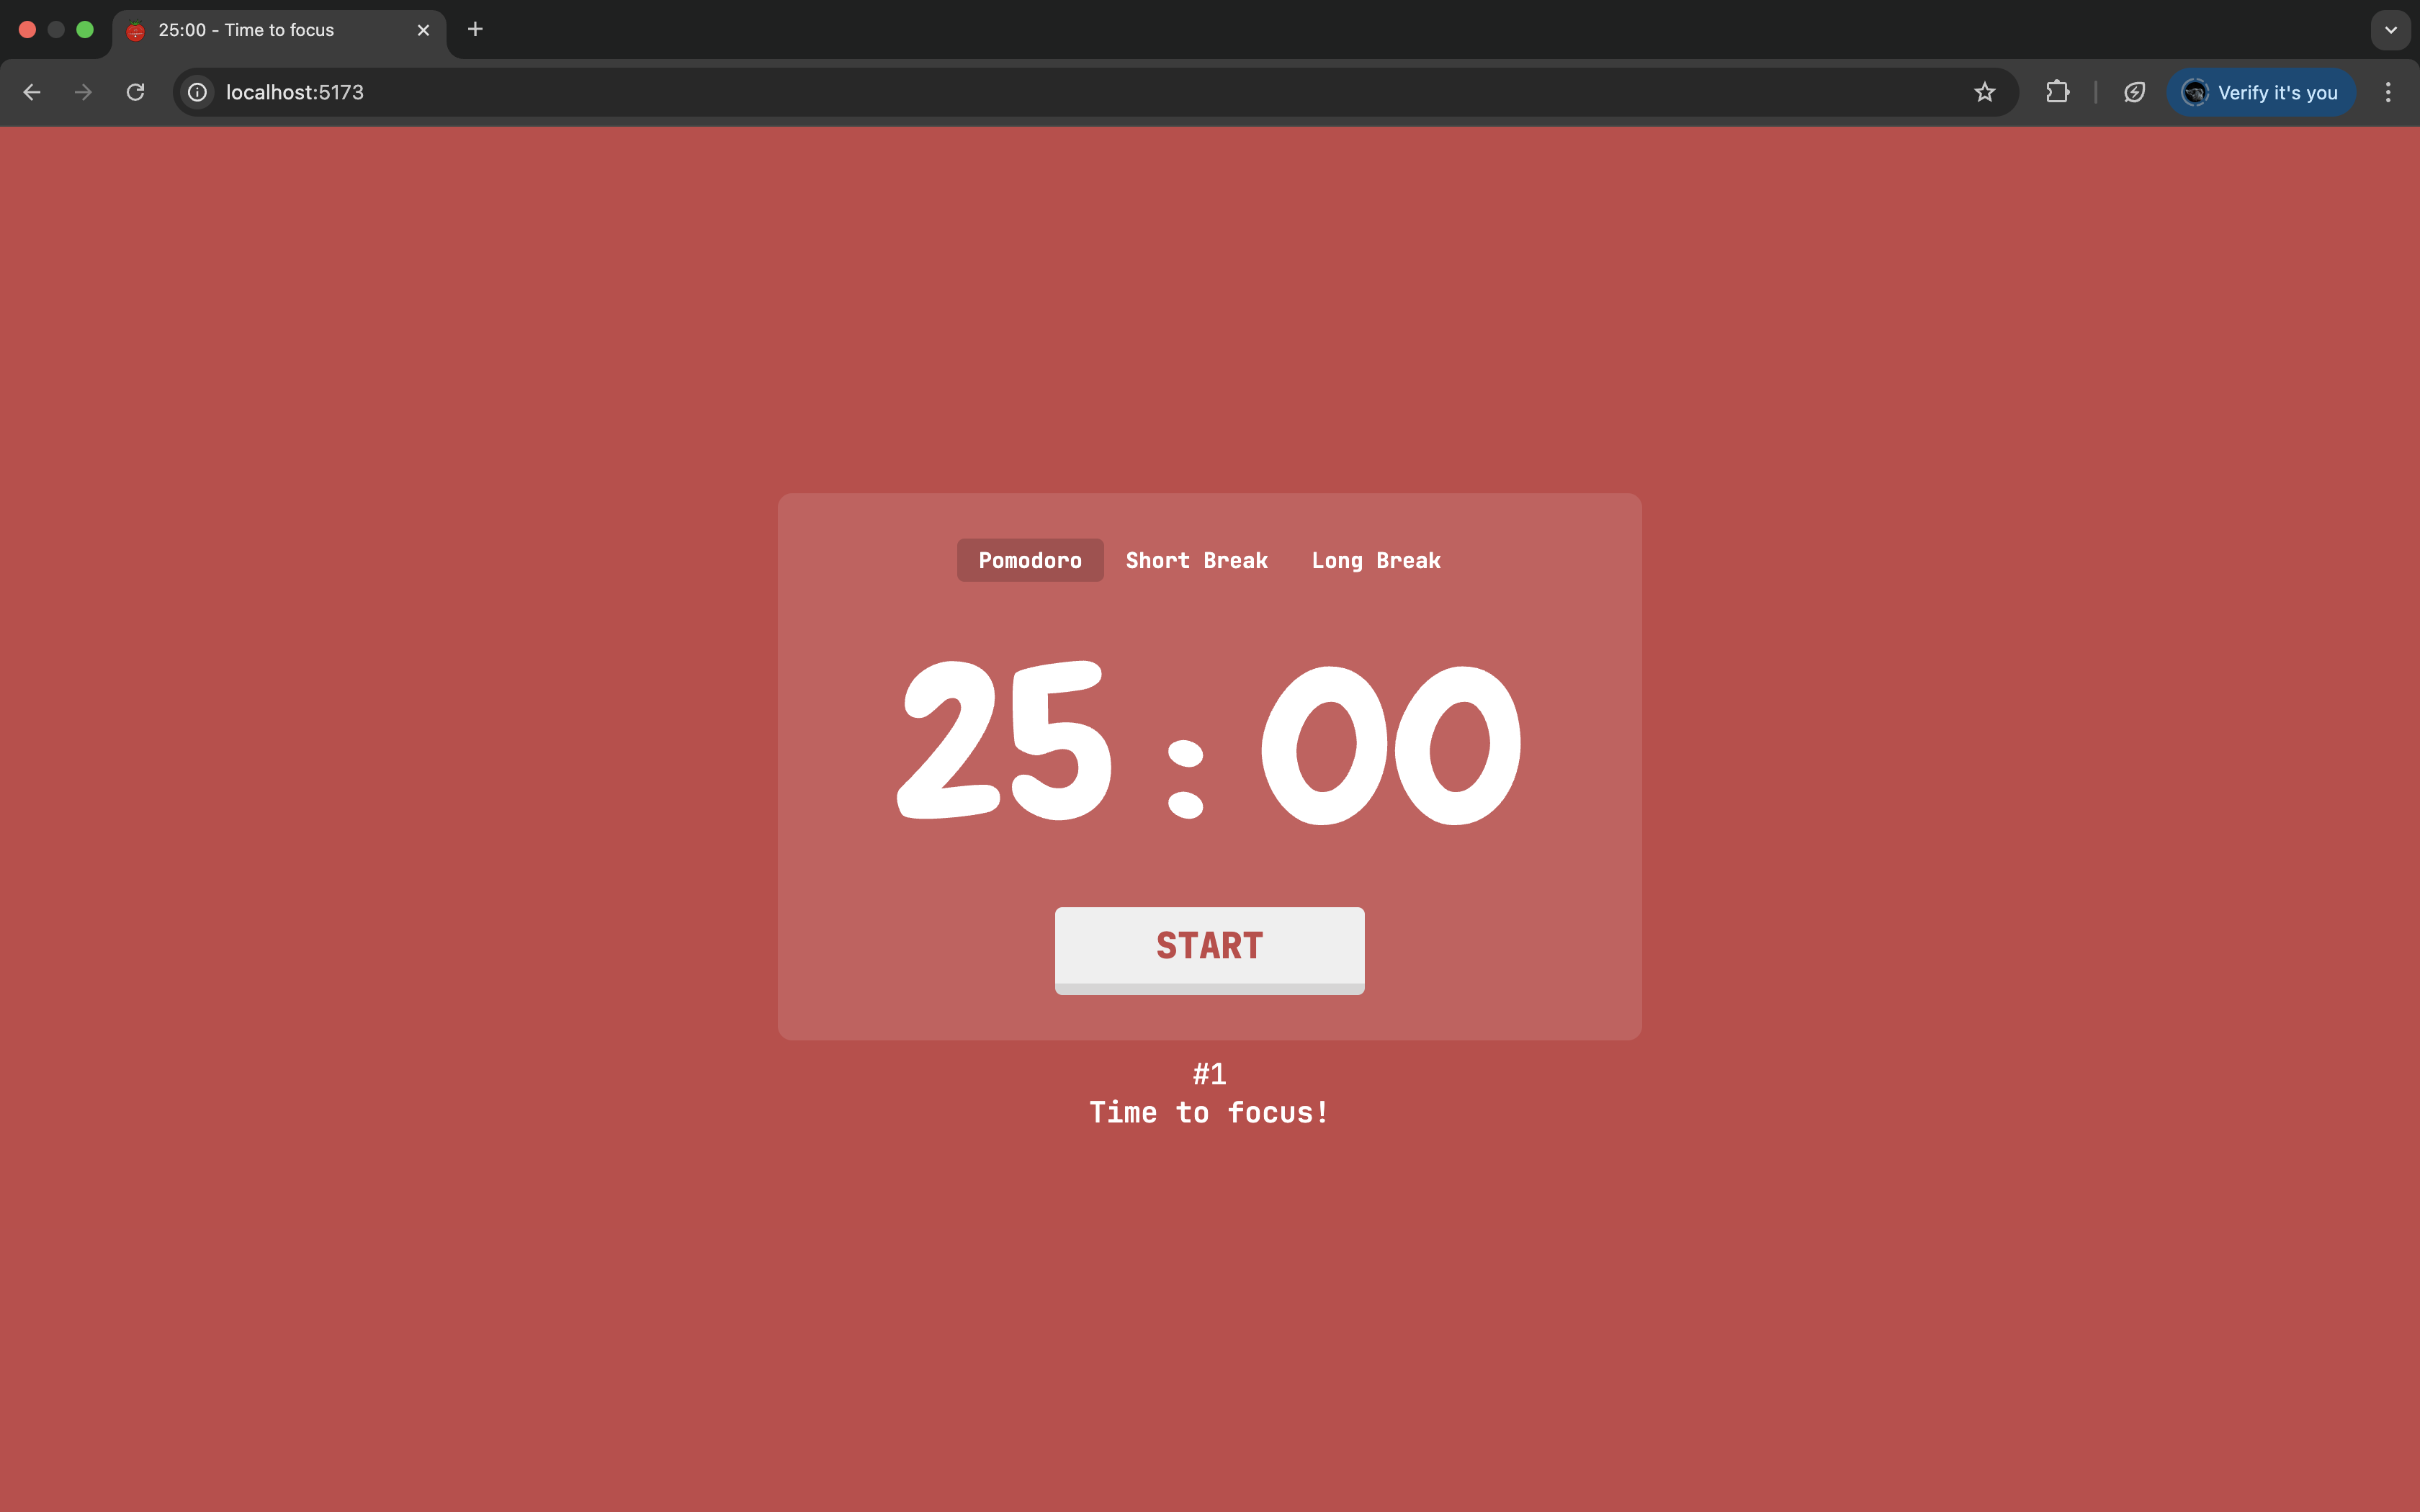 25:00 - Time to focus
localhost:5173
Verify it's you
Pomodoro Short Break Long Break
25:00
START
#1
Time to focus!